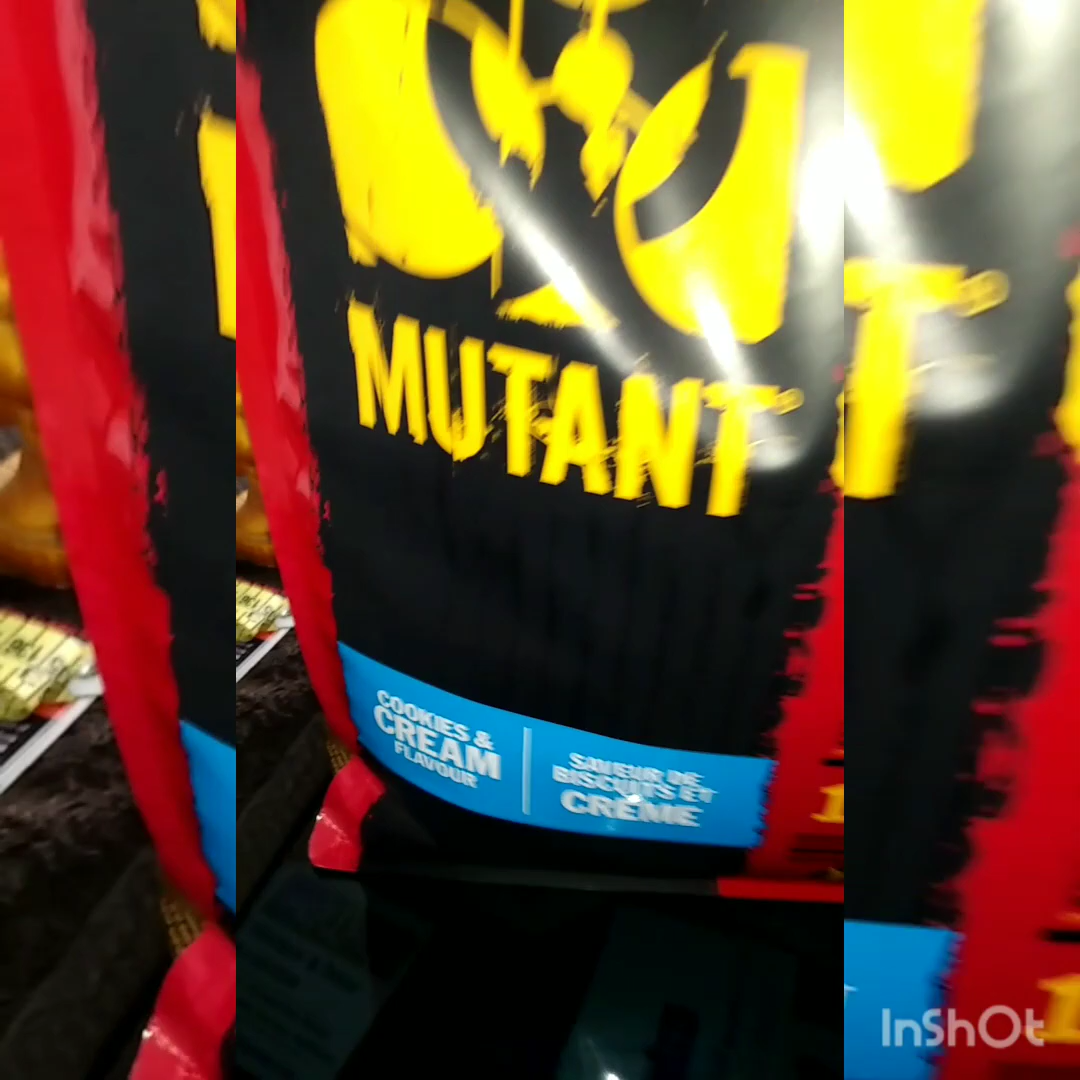 MUTANT
COOKIES &
CREAM
FLAVOUR
SAVEUR DE
BISCUITS ET
CRÈME
InShOt